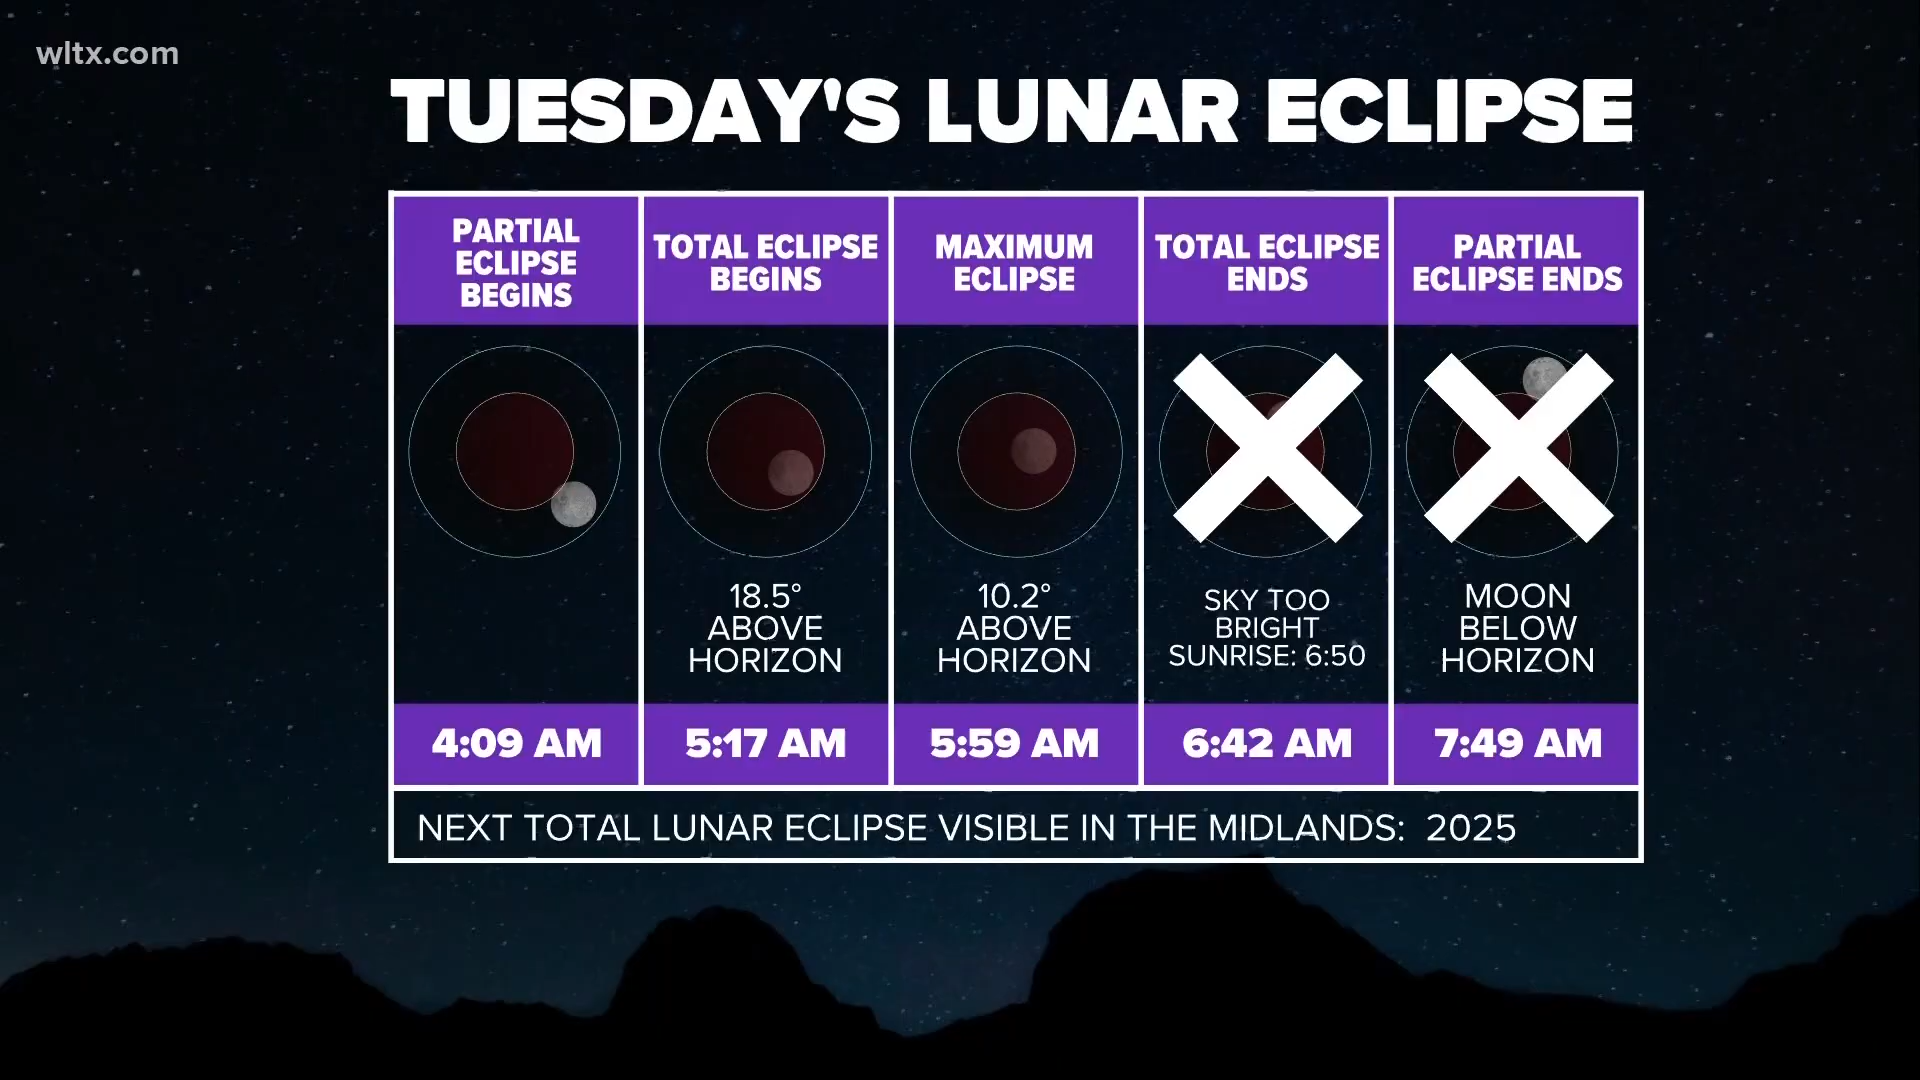 wltx.com
TUESDAY'S LUNAR ECLIPSE
PARTIAL
ECLIPSE
BEGINS
TOTAL ECLIPSE
BEGINS
MAXIMUM
ECLIPSE
TOTAL ECLIPSE
ENDS
PARTIAL
ECLIPSE ENDS
18.5°
ABOVE
HORIZON
10.2°
ABOVE
HORIZON
SKY TOO
BRIGHT
SUNRISE: 6:50
MOON
BELOW
HORIZON
4:09 AM
5:17 AM
5:59 AM
6:42 AM
7:49 AM
NEXT TOTAL LUNAR ECLIPSE VISIBLE IN THE MIDLANDS: 2025